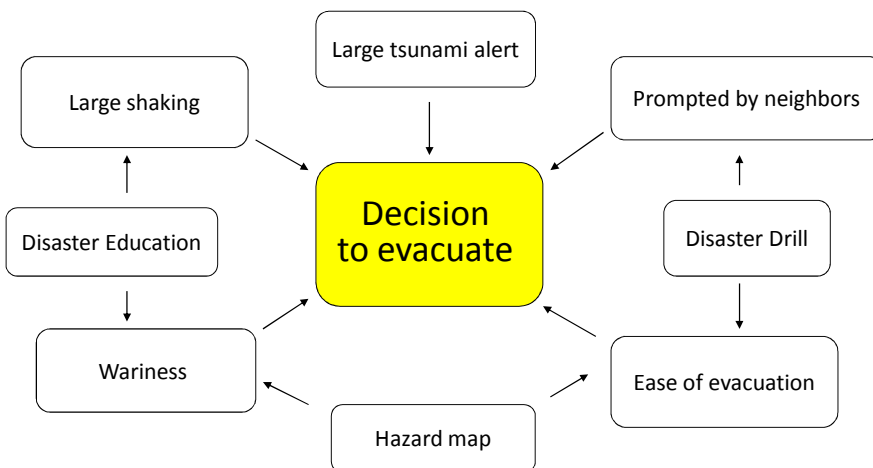 Large tsunami alert
Large shaking
Prompted by neighbors
Decision
to evacuate
Disaster Education
Disaster Drill
Wariness
Ease of evacuation
Hazard map